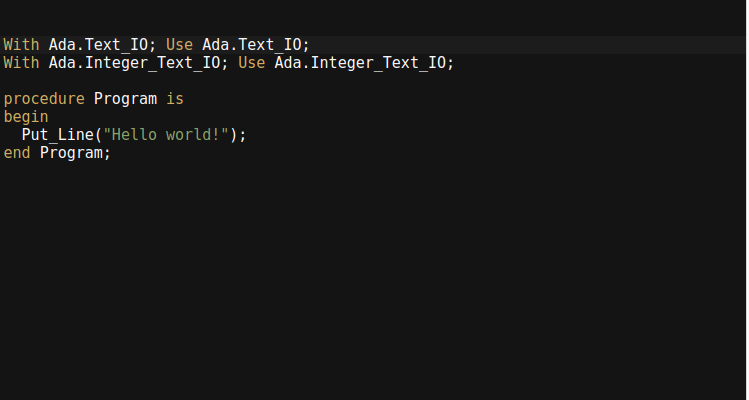 With Ada.Text_IO; Use Ada.Text_IO;
With Ada.Integer_Text_IO; Use Ada.Integer_Text_IO;
procedure Program is
begin
  Put_Line("Hello world!");
end Program;